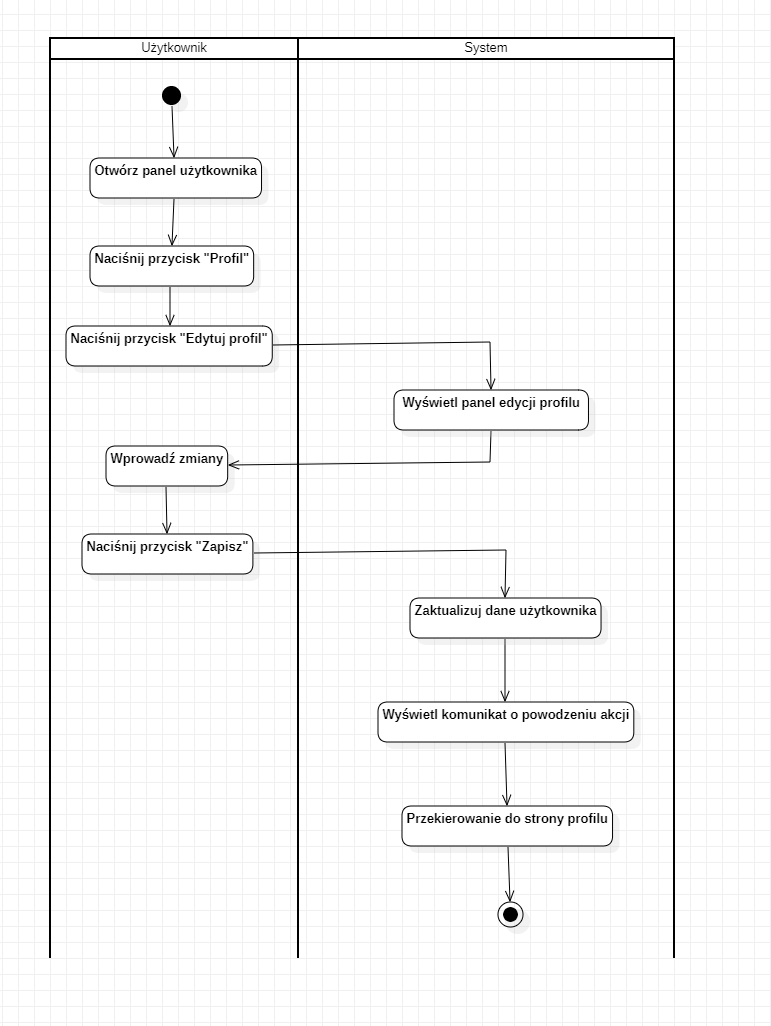 Użytkownik
System
Otwórz panel użytkownika
Naciśnij przycisk "Profil"
Naciśnij przycisk "Edytuj profil"
Wyświetl panel edycji profilu
Wprowadź zmiany
Naciśnij przycisk "Zapisz"
Zaktualizuj dane użytkownika
Wyświetl komunikat o powodzeniu akcji
Przekierowanie do strony profilu